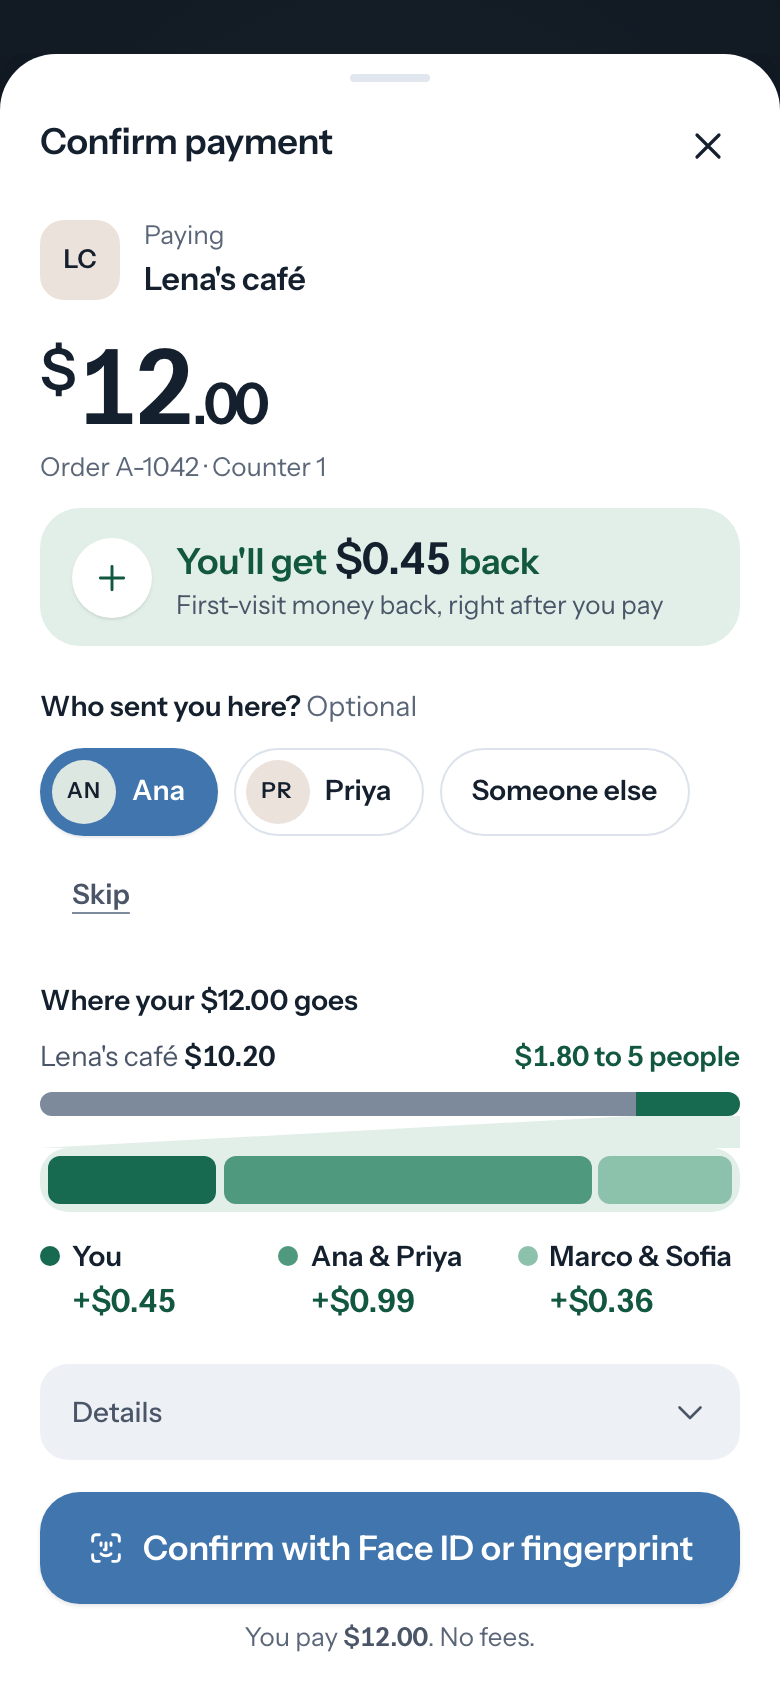 Confirm payment
LC
Paying
Lena's café
$12.00
Order A-1042 · Counter 1
You'll get $0.45 back
First-visit money back, right after you pay
Who sent you here? Optional
AN Ana
PR Priya
Someone else
Skip
Where your $12.00 goes
Lena's café $10.20
$1.80 to 5 people
You
+$0.45
Ana & Priya
+$0.99
Marco & Sofia
+$0.36
Details
Confirm with Face ID or fingerprint
You pay $12.00. No fees.